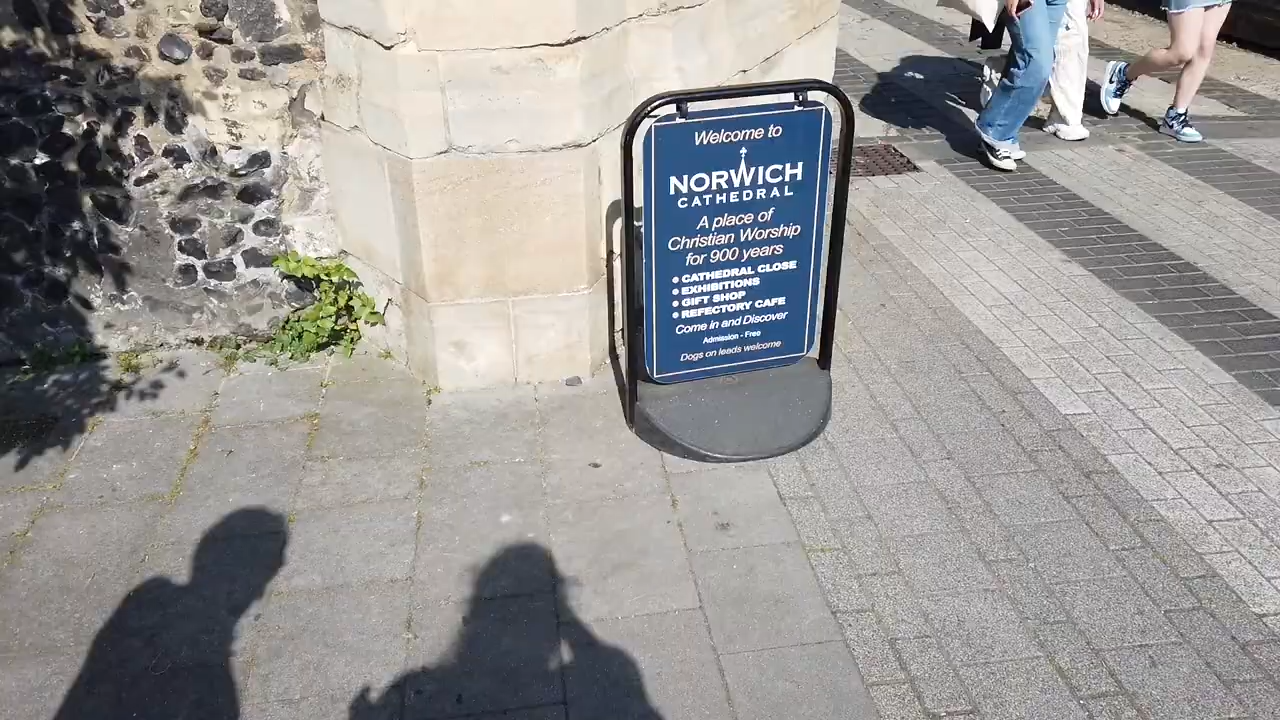 Welcome to
NORWICH
CATHEDRAL
A place of
Christian Worship
for 900 years
• CATHEDRAL CLOSE
• EXHIBITIONS
• GIFT SHOP
• REFECTORY CAFE
Come in and Discover
Admission - Free
Dogs on leads welcome